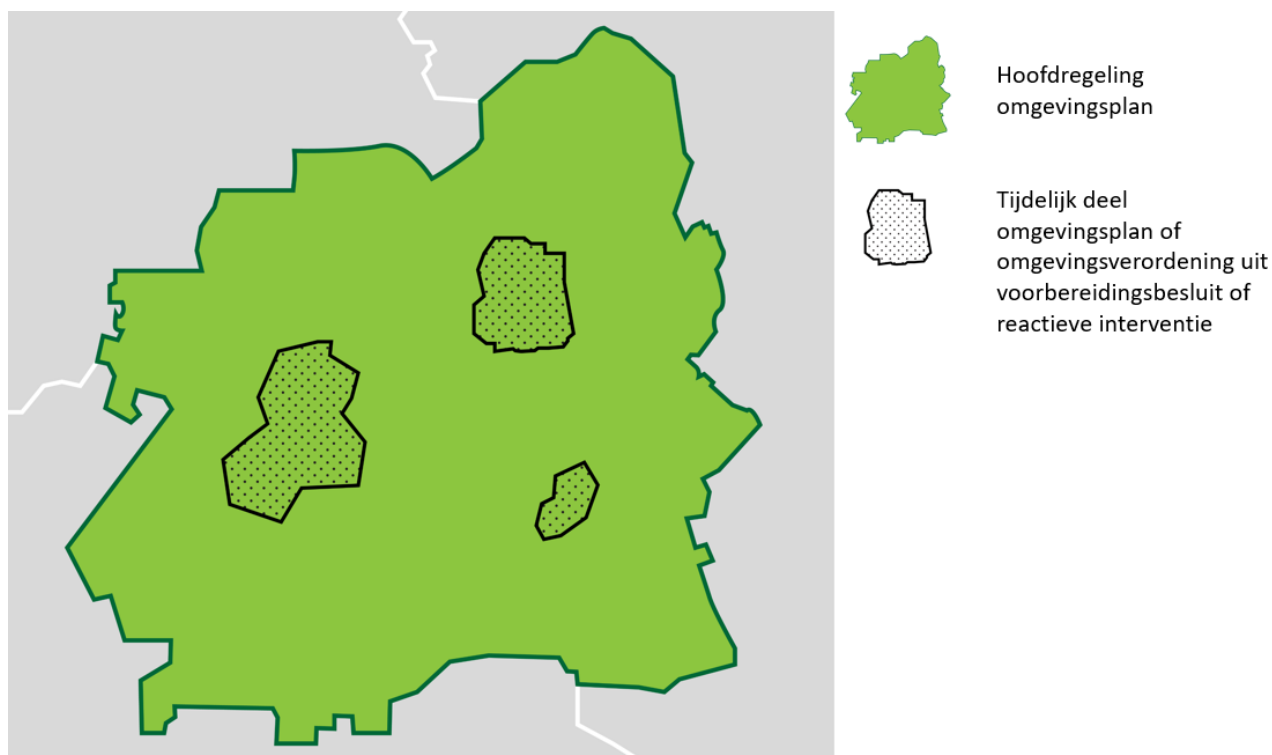 Hoofdregeling
omgevingsplan
Tijdelijk deel
omgevingsplan of
omgevingsverordening uit
voorbereidingsbesluit of
reactieve interventie